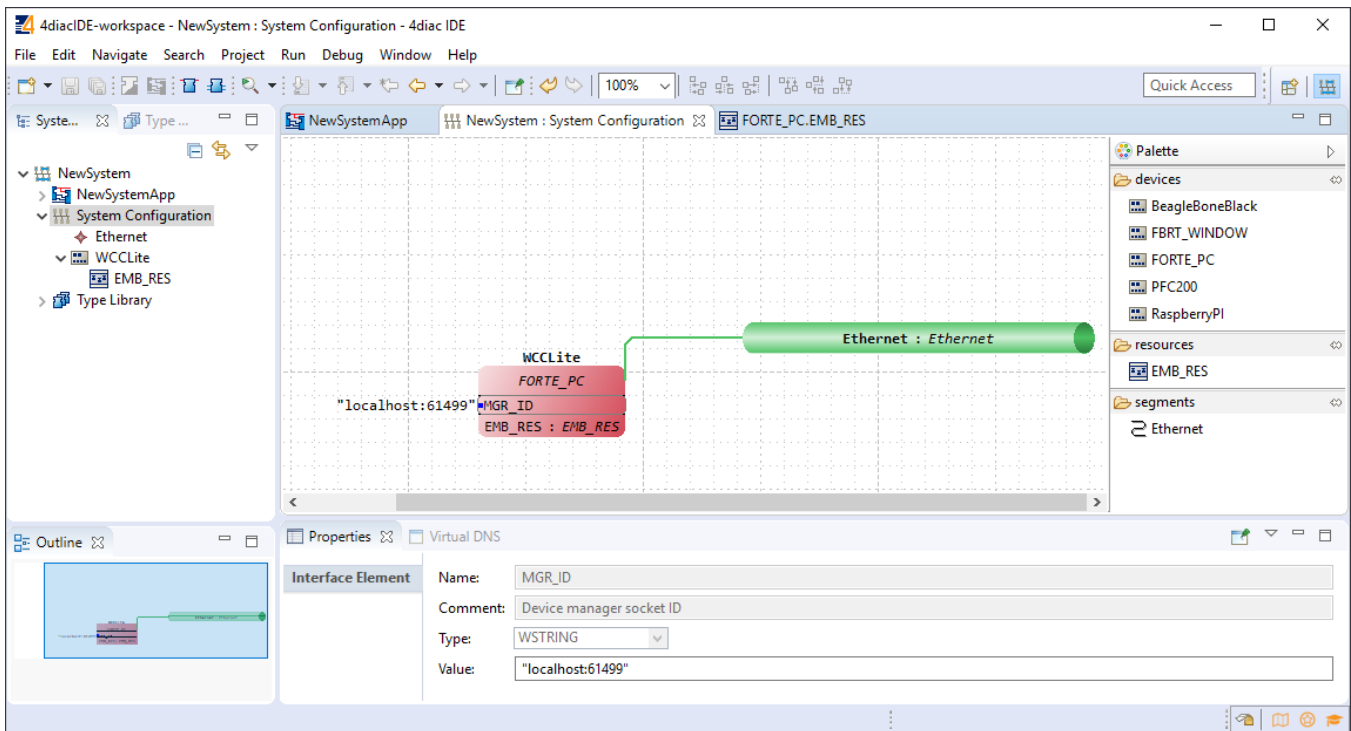 4diacIDE-workspace - NewSystem : System Configuration - 4diac IDE
File Edit Navigate Search Project Run Debug Window Help
100%
Quick Access
Syste...
Type ...
NewSystem
NewSystemApp
System Configuration
Ethernet
WCCLite
EMB_RES
Type Library
NewSystemApp
NewSystem : System Configuration
FORTE_PC.EMB_RES
Ethernet : Ethernet
WCCLite
FORTE_PC
"localhost:61499"
MGR_ID
EMB_RES : EMB_RES
Palette
devices
BeagleBoneBlack
FBRT_WINDOW
FORTE_PC
PFC200
RaspberryPI
resources
EMB_RES
segments
Ethernet
Outline
Properties
Virtual DNS
Interface Element
Name: MGR_ID
Comment: Device manager socket ID
Type: WSTRING
Value: "localhost:61499"